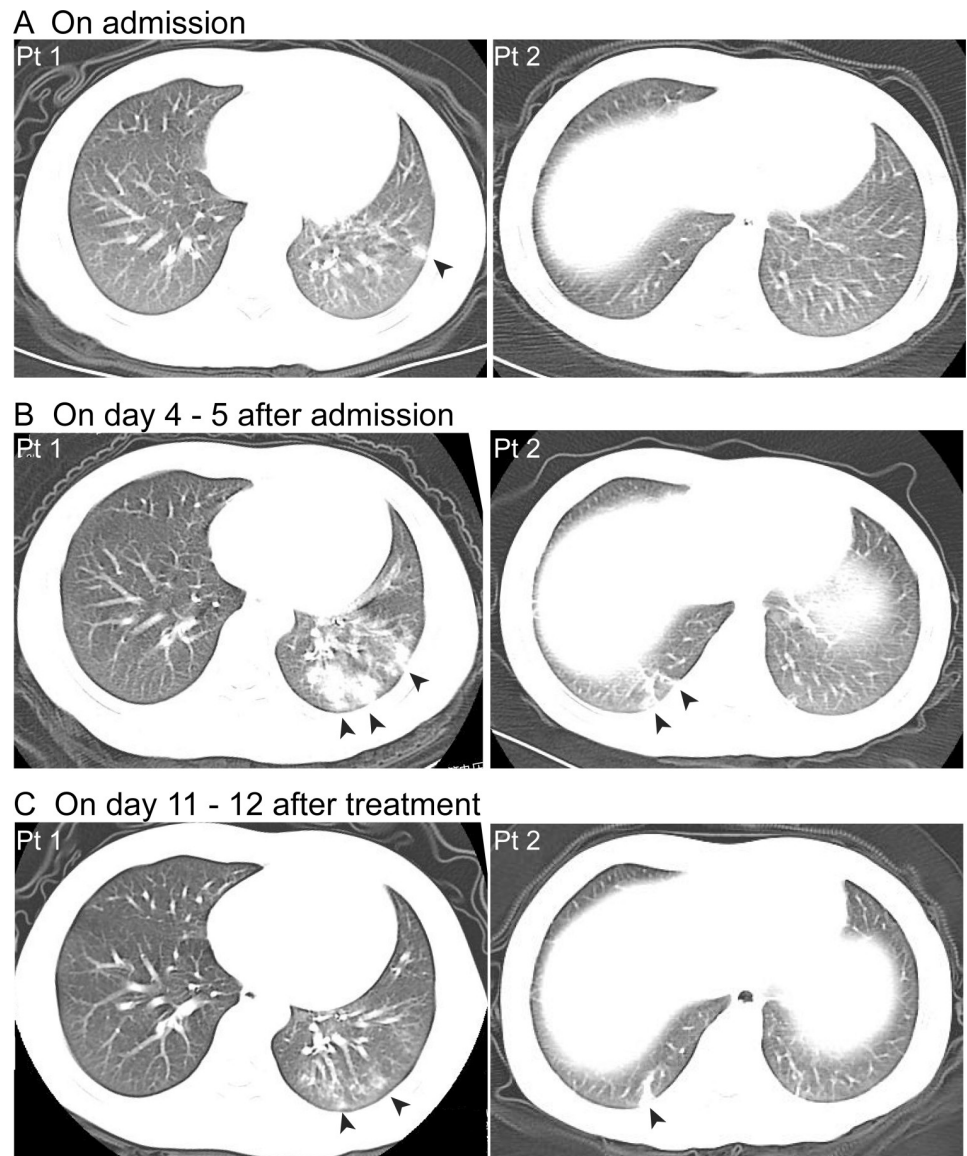 A On admission
Pt 1
Pt 2
B On day 4 - 5 after admission
Pt 1
Pt 2
C On day 11 - 12 after treatment
Pt 1
Pt 2